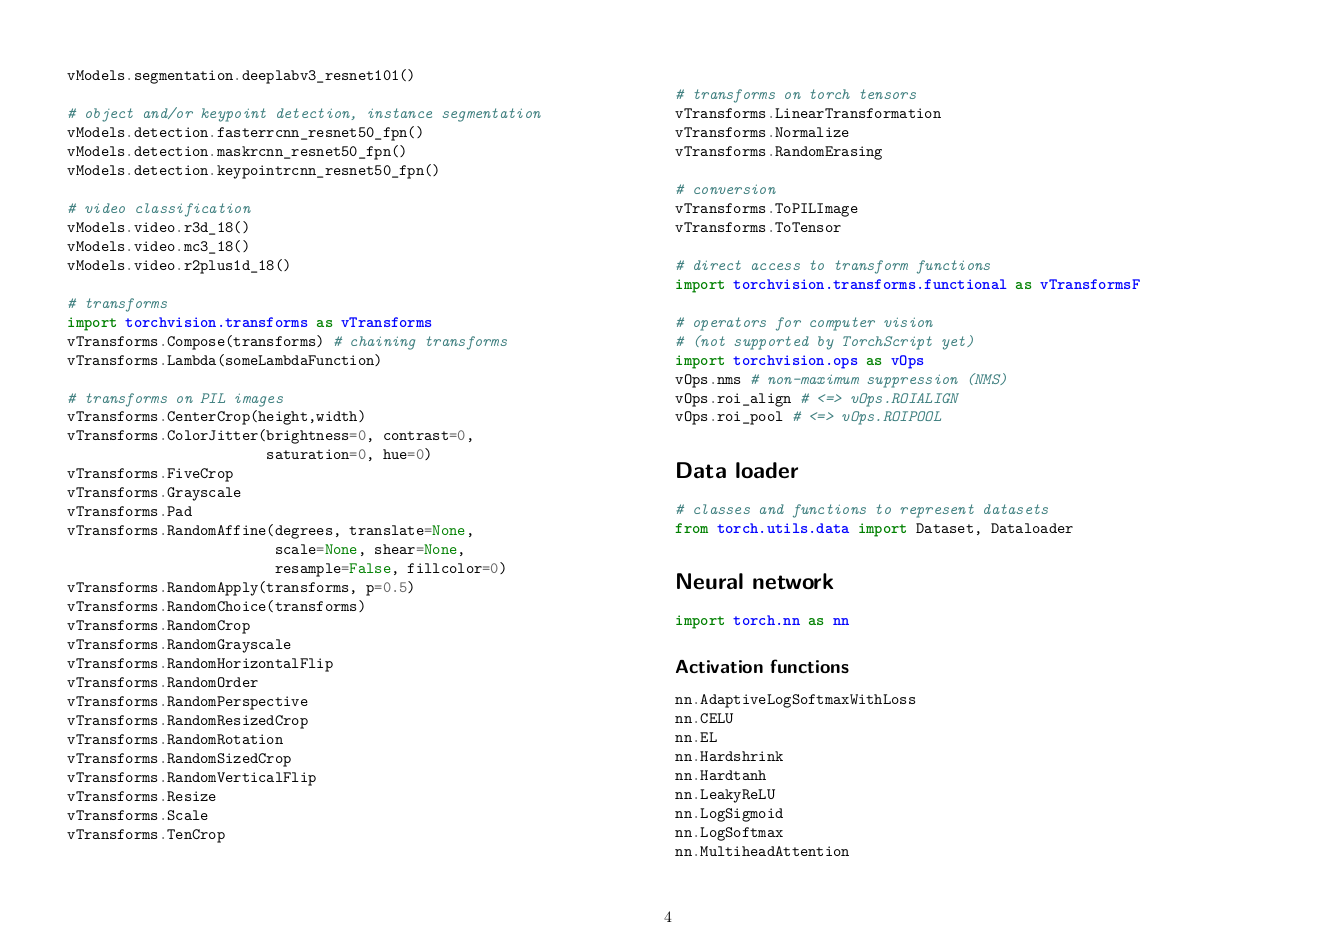 vModels.segmentation.deeplabv3_resnet101()
# object and/or keypoint detection, instance segmentation
vModels.detection.fasterrcnn_resnet50_fpn()
vModels.detection.maskrcnn_resnet50_fpn()
vModels.detection.keypointrcnn_resnet50_fpn()
# video classification
vModels.video.r3d_18()
vModels.video.mc3_18()
vModels.video.r2plus1d_18()
# transforms
import torchvision.transforms as vTransforms
vTransforms.Compose(transforms) # chaining transforms
vTransforms.Lambda(someLambdaFunction)
# transforms on PIL images
vTransforms.CenterCrop(height,width)
vTransforms.ColorJitter(brightness=0, contrast=0,
saturation=0, hue=0)
vTransforms.FiveCrop
vTransforms.Grayscale
vTransforms.Pad
vTransforms.RandomAffine(degrees, translate=None,
scale=None, shear=None,
resample=False, fillcolor=0)
vTransforms.RandomApply(transforms, p=0.5)
vTransforms.RandomChoice(transforms)
vTransforms.RandomCrop
vTransforms.RandomGrayscale
vTransforms.RandomHorizontalFlip
vTransforms.RandomOrder
vTransforms.RandomPerspective
vTransforms.RandomResizedCrop
vTransforms.RandomRotation
vTransforms.RandomSizedCrop
vTransforms.RandomVerticalFlip
vTransforms.Resize
vTransforms.Scale
vTransforms.TenCrop
# transforms on torch tensors
vTransforms.LinearTransformation
vTransforms.Normalize
vTransforms.RandomErasing
# conversion
vTransforms.ToPILImage
vTransforms.ToTensor
# direct access to transform functions
import torchvision.transforms.functional as vTransformsF
# operators for computer vision
# (not supported by TorchScript yet)
import torchvision.ops as vOps
vOps.nms # non-maximum suppression (NMS)
vOps.roi_align # <=> vOps.ROIALIGN
vOps.roi_pool # <=> vOps.ROIPOOL
Data loader
# classes and functions to represent datasets
from torch.utils.data import Dataset, Dataloader
Neural network
import torch.nn as nn
Activation functions
nn.AdaptiveLogSoftmaxWithLoss
nn.CELU
nn.EL
nn.Hardshrink
nn.Hardtanh
nn.LeakyReLU
nn.LogSigmoid
nn.LogSoftmax
nn.MultiheadAttention
4